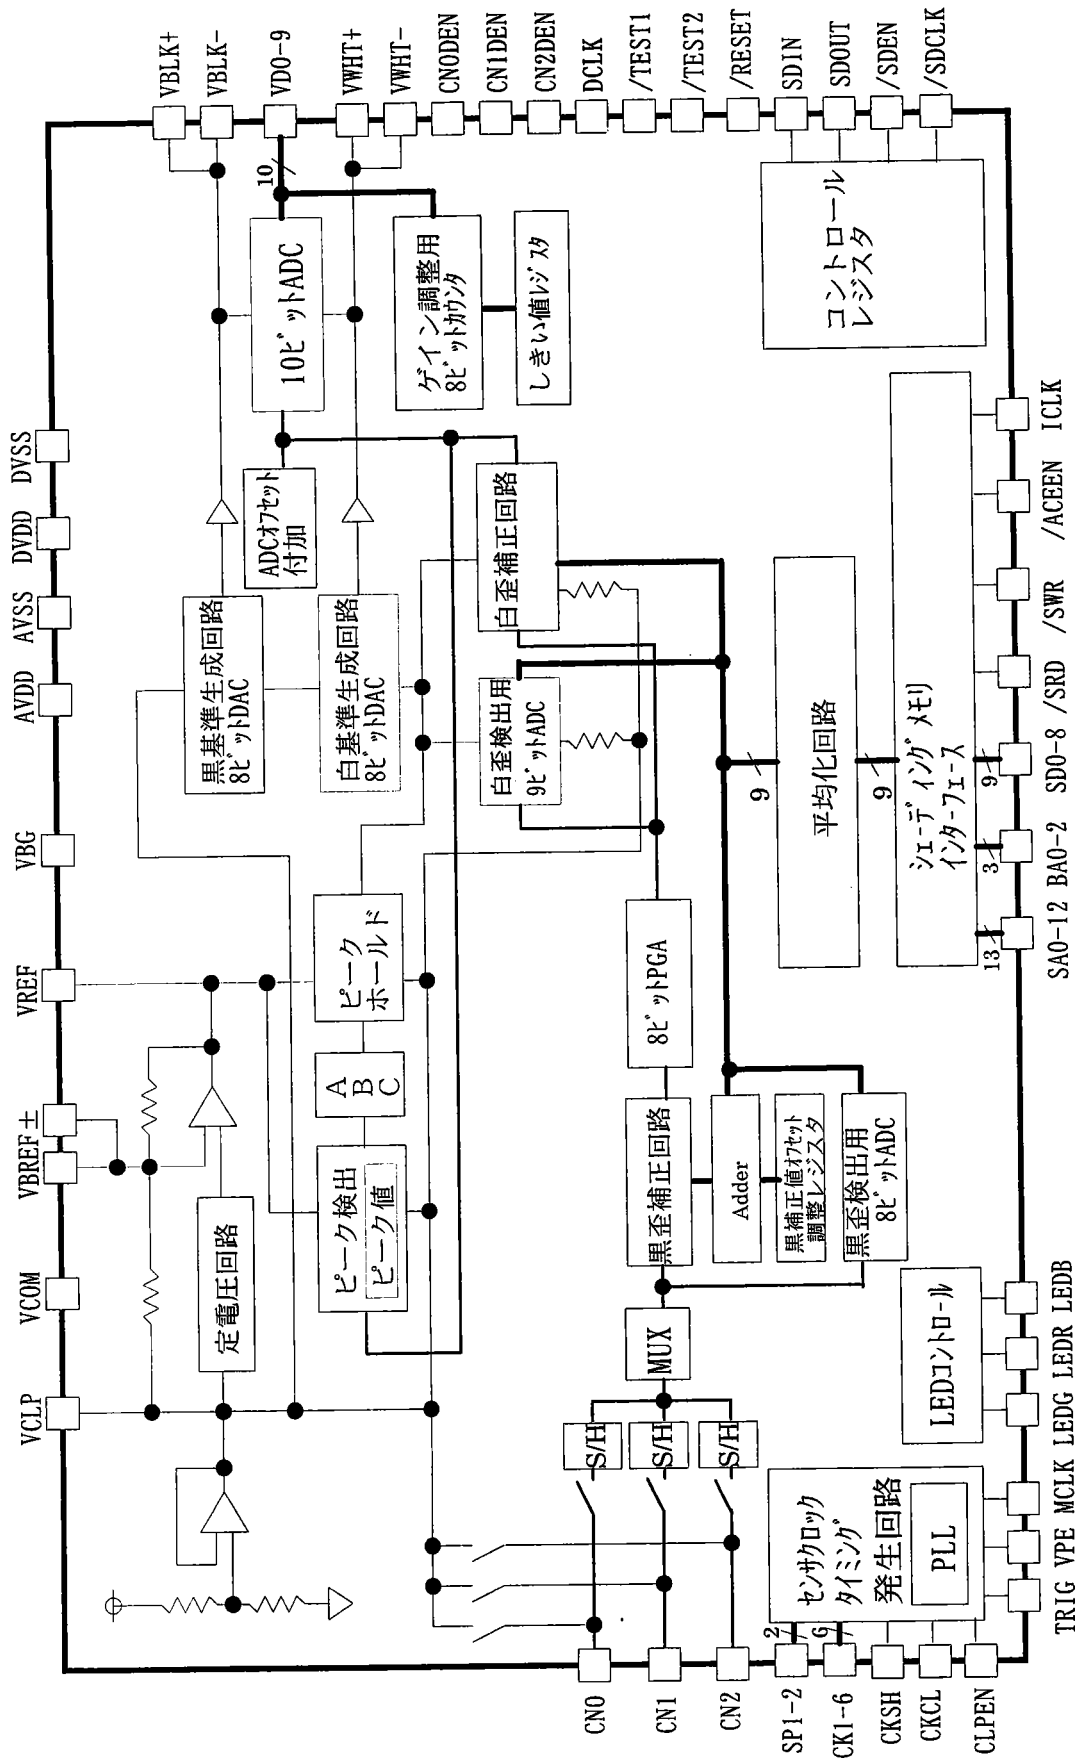 VCLP
VCOM
VBREF±
VREF
VBG
AVDD
AVSS
DVDD
DVSS
VBLK+
VBLK-
VD0-9
VWHT+
VWHT-
CN0DEN
CN1DEN
CN2DEN
DCLK
/TEST1
/TEST2
/RESET
SDIN
SDOUT
/SDEN
/SDCLK
CN0
CN1
CN2
SP1-2
CK1-6
CKSH
CKCL
CLPEN
TRIG VPE MCLK LEDG LEDR LEDB
SA0-12 BA0-2 SD0-8 /SRD /SWR /ACEEN ICLK
定電圧回路
黒基準生成回路
8ビットDAC
白基準生成回路
8ビットDAC
ADCオフセット
付加
10ビットADC
10
ゲイン調整用
8ビットカウンタ
しきい値レジスタ
ピーク検出
ピーク値
A
B
C
ピーク
ホールド
白歪検出用
9ビットADC
白歪補正回路
S/H
S/H
S/H
MUX
黒歪補正回路
8ビットPGA
Adder
黒補正値オフセット
調整レジスタ
黒歪検出用
8ビットADC
平均化回路
9
9
シェーディングメモリ
インターフェース
13
3
9
コントロール
レジスタ
センサクロック
タイミング
発生回路
PLL
2
6
LEDコントロール